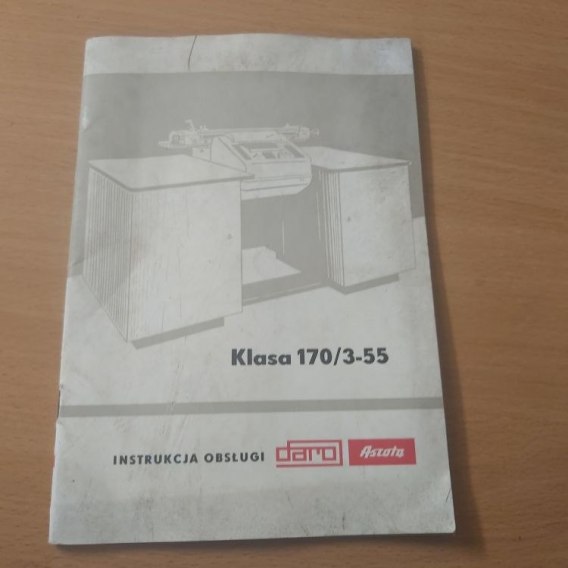 Klasa 170/3-55
INSTRUKCJA OBSŁUGI daro Ascota